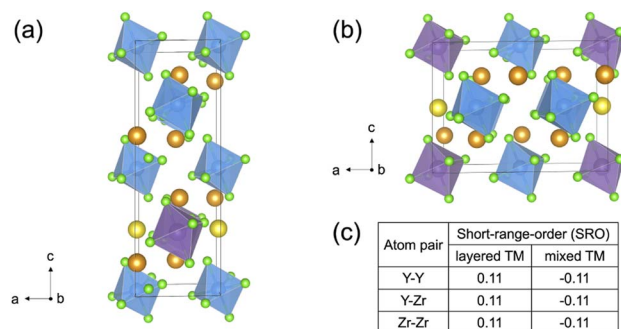 (a)
(b)
c
a
b
c
a
b
(c)
Atom pair
Short-range-order (SRO)
layered TM
mixed TM
Y-Y 0.11 -0.11
Y-Zr 0.11 -0.11
Zr-Zr 0.11 -0.11